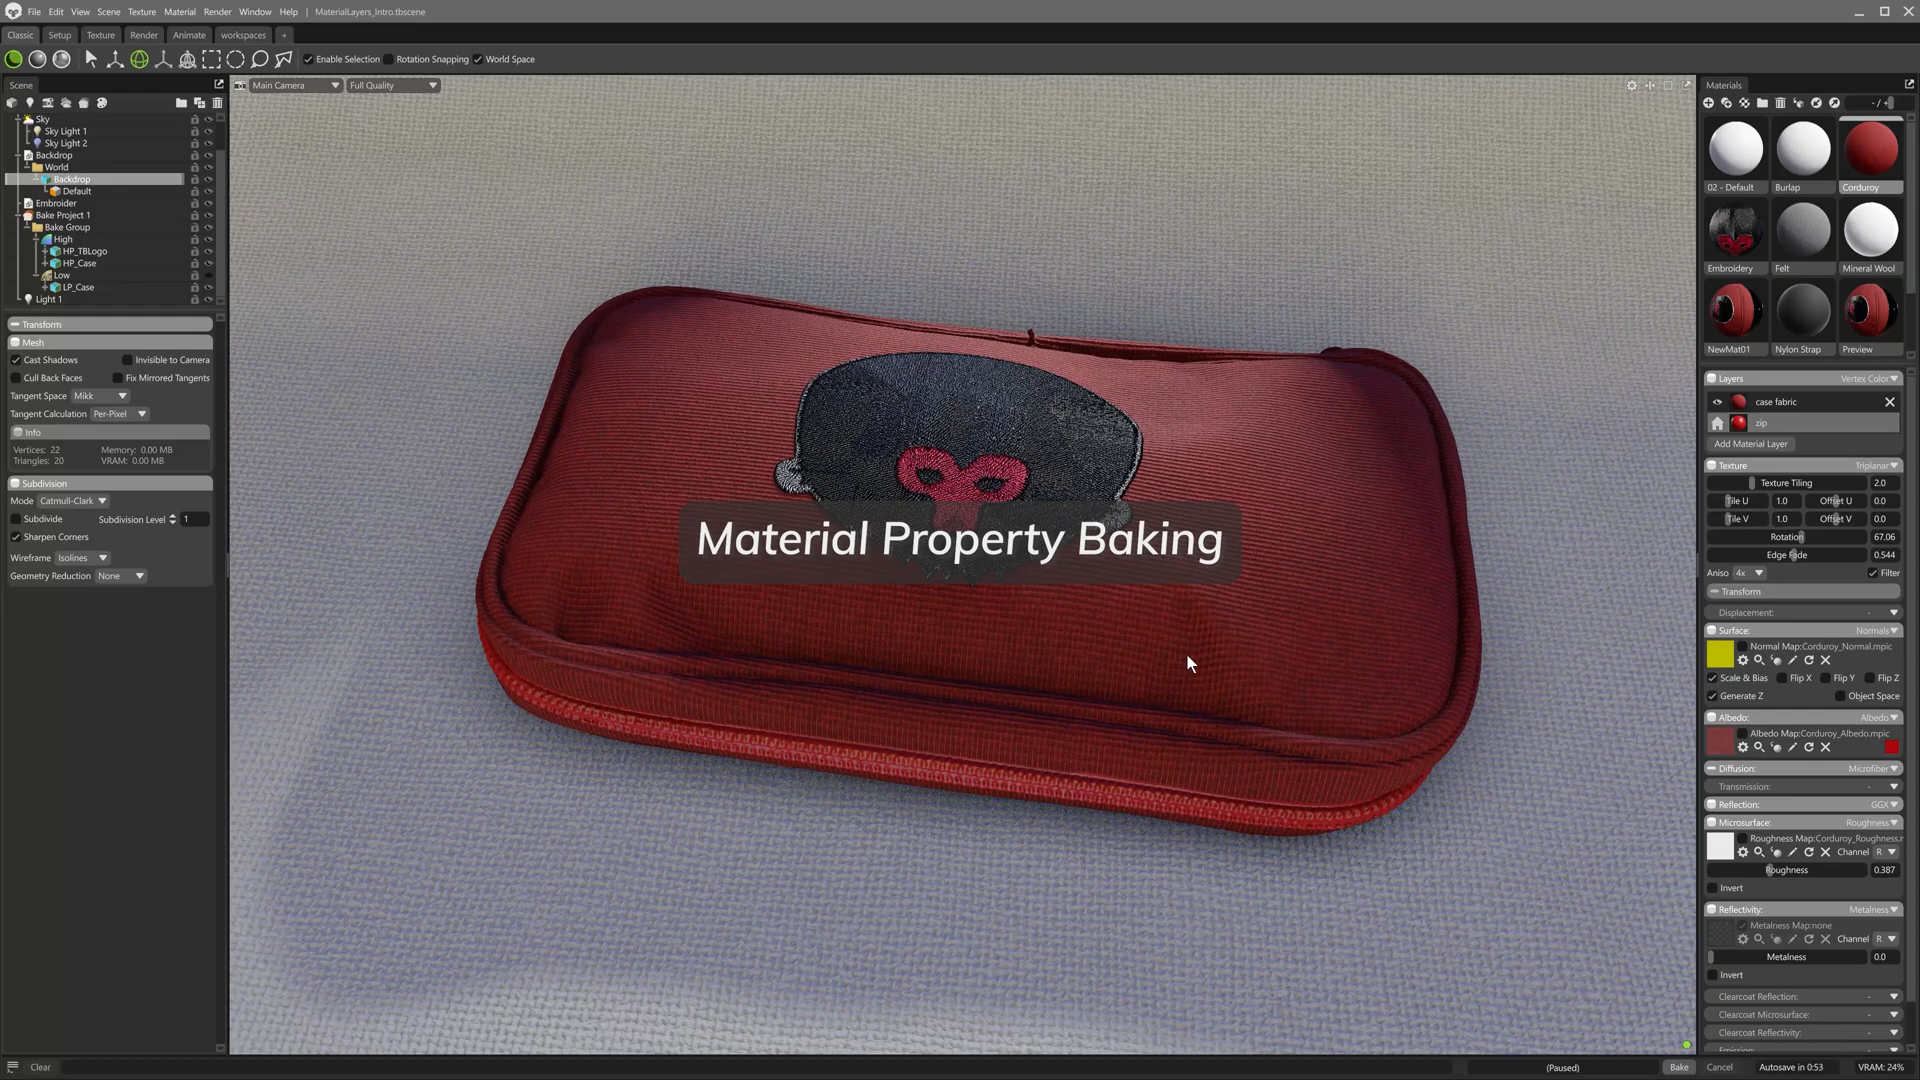 File Edit View Scene Texture Material Render Window Help | MaterialLayers_Intro.tbscene
Classic Setup Texture Render Animate workspaces +
Enable Selection Rotation Snapping World Space
Scene
Sky
Sky Light 1
Sky Light 2
Backdrop
World
Backdrop
Default
Embroider
Bake Project 1
Bake Group
High
HP_TBLogo
HP_Case
Low
LP_Case
Light 1
Transform
Mesh
Cast Shadows Invisible to Camera
Cull Back Faces Fix Mirrored Tangents
Tangent Space Mikk
Tangent Calculation Per-Pixel
Info
Vertices: 22 Memory: 0.00 MB
Triangles: 20 VRAM: 0.00 MB
Subdivision
Mode Catmull-Clark
Subdivide Subdivision Level 1
Sharpen Corners
Wireframe Isolines
Geometry Reduction None
Main Camera Full Quality
Material Property Baking
Materials
- / +
02 - Default Burlap Corduroy
Embroidery Felt Mineral Wool
NewMat01 Nylon Strap Preview
Layers Vertex Color
case fabric
zip
Add Material Layer
Texture Triplanar
Texture Tiling 2.0
Tile U 1.0 Offset U 0.0
Tile V 1.0 Offset V 0.0
Rotation 67.06
Edge Fade 0.544
Aniso 4x Filter
Transform
Displacement: -
Surface: Normals
Normal Map:Corduroy_Normal.mpic
Scale & Bias Flip X Flip Y Flip Z
Generate Z Object Space
Albedo: Albedo
Albedo Map:Corduroy_Albedo.mpic
Diffusion: Microfiber
Transmission: -
Reflection: GGX
Microsurface: Roughness
Roughness Map:Corduroy_Roughness.r
Channel R
Roughness 0.387
Invert
Reflectivity: Metalness
Metalness Map:none
Channel R
Metalness 0.0
Invert
Clearcoat Reflection: -
Clearcoat Microsurface: -
Clearcoat Reflectivity: -
Emission:
Clear (Paused) Bake Cancel Autosave in 0:53 VRAM: 24%